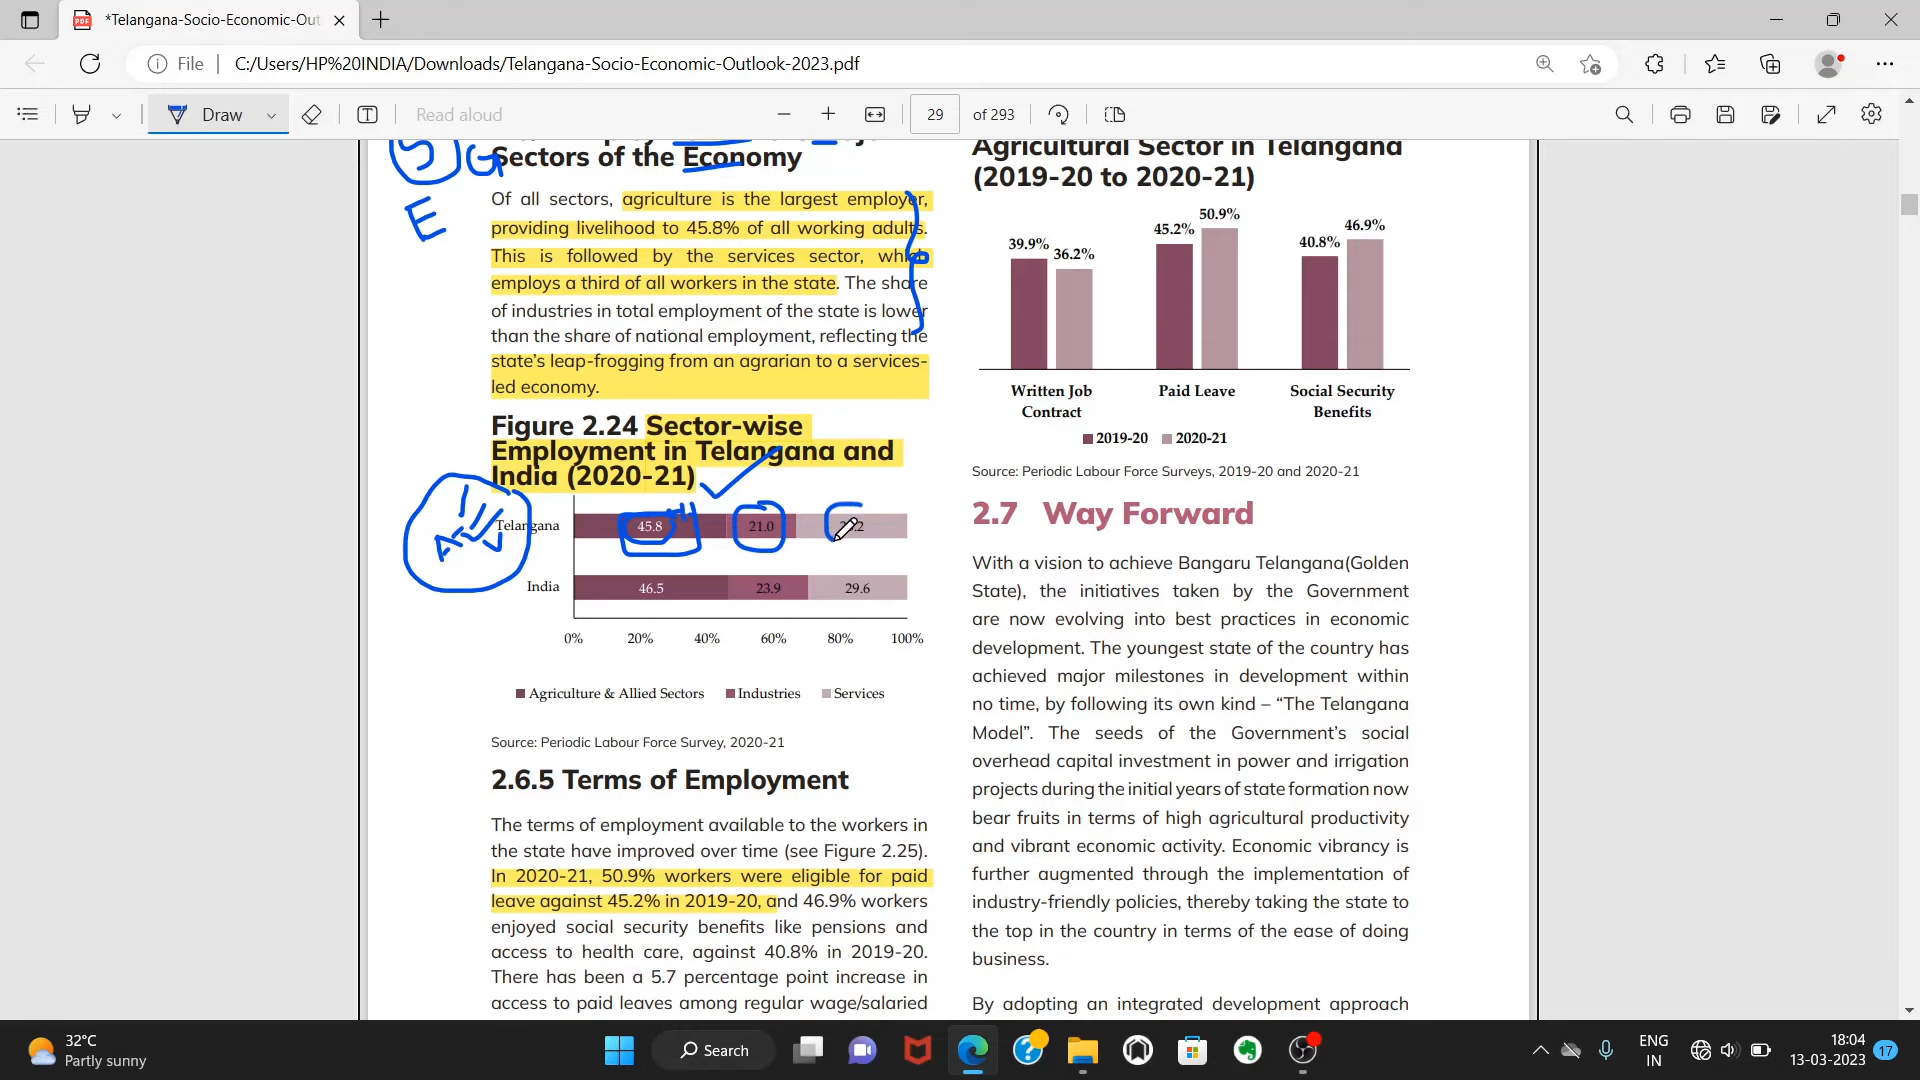 *Telangana-Socio-Economic-Out
File
C:/Users/HP%20INDIA/Downloads/Telangana-Socio-Economic-Outlook-2023.pdf
Draw
Read aloud
29
of 293
S G
E
Sectors of the Economy
Of all sectors, agriculture is the largest employer,
providing livelihood to 45.8% of all working adults.
This is followed by the services sector, which
employs a third of all workers in the state. The share
of industries in total employment of the state is lower
than the share of national employment, reflecting the
state's leap-frogging from an agrarian to a services-
led economy.
Figure 2.24 Sector-wise
Employment in Telangana and
India (2020-21)
Telangana
45.8
21.0
India
46.5
23.9
29.6
0%
20%
40%
60%
80%
100%
Agriculture & Allied Sectors
Industries
Services
Source: Periodic Labour Force Survey, 2020-21
2.6.5 Terms of Employment
The terms of employment available to the workers in
the state have improved over time (see Figure 2.25).
In 2020-21, 50.9% workers were eligible for paid
leave against 45.2% in 2019-20, and 46.9% workers
enjoyed social security benefits like pensions and
access to health care, against 40.8% in 2019-20.
There has been a 5.7 percentage point increase in
access to paid leaves among regular wage/salaried
Agricultural Sector in Telangana
(2019-20 to 2020-21)
39.9%
36.2%
45.2%
50.9%
40.8%
46.9%
Written Job
Contract
Paid Leave
Social Security
Benefits
2019-20
2020-21
Source: Periodic Labour Force Surveys, 2019-20 and 2020-21
2.7 Way Forward
With a vision to achieve Bangaru Telangana(Golden
State), the initiatives taken by the Government
are now evolving into best practices in economic
development. The youngest state of the country has
achieved major milestones in development within
no time, by following its own kind – “The Telangana
Model”. The seeds of the Government's social
overhead capital investment in power and irrigation
projects during the initial years of state formation now
bear fruits in terms of high agricultural productivity
and vibrant economic activity. Economic vibrancy is
further augmented through the implementation of
industry-friendly policies, thereby taking the state to
the top in the country in terms of the ease of doing
business.
By adopting an integrated development approach
32°C
Partly sunny
Search
ENG
IN
18:04
13-03-2023
17